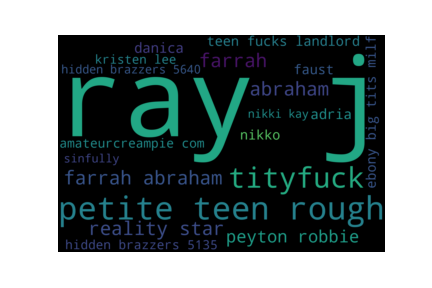 teen fucks landlord
danica
kristen lee
farrah
hidden brazzers 5640
faust
ray j
abraham
ebony big tits milf
nikki kay
adria
nikko
amateurcreampie com
sinfully
farrah abraham
tityfuck
petite teen rough
reality star
peyton robbie
hidden brazzers 5135